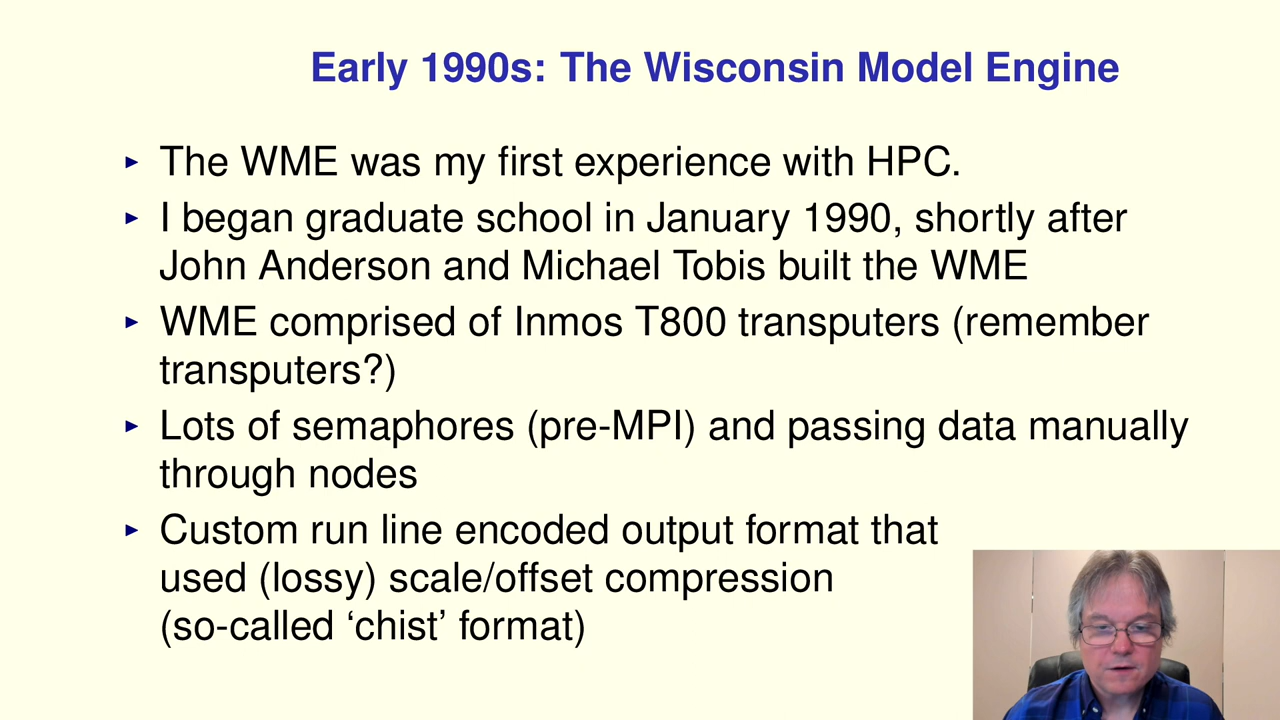 Early 1990s: The Wisconsin Model Engine
The WME was my first experience with HPC.
I began graduate school in January 1990, shortly after
John Anderson and Michael Tobis built the WME
WME comprised of Inmos T800 transputers (remember
transputers?)
Lots of semaphores (pre-MPI) and passing data manually
through nodes
Custom run line encoded output format that
used (lossy) scale/offset compression
(so-called ‘chist’ format)